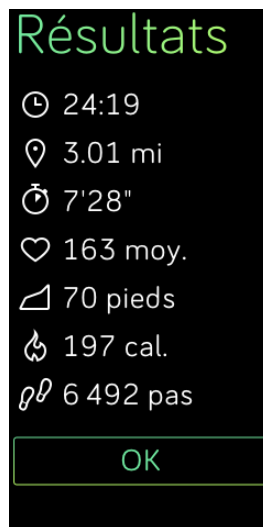 Résultats
24:19
3.01 mi
7'28"
163 moy.
70 pieds
197 cal.
6 492 pas
OK